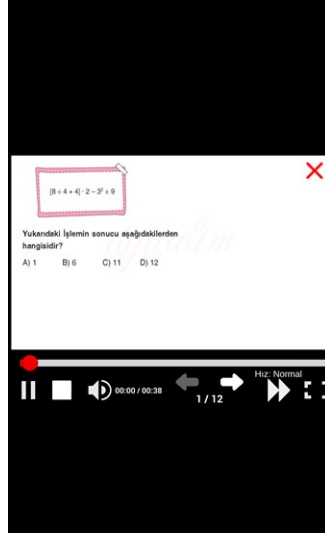 [8 + 4 + 4] · 2 − 3² + 9
Yukarıdaki İşlemin sonucu aşağıdakilerden
hangisidir?
A) 1 B) 6 C) 11 D) 12
Hız: Normal
00:00 / 00:38
1 / 12